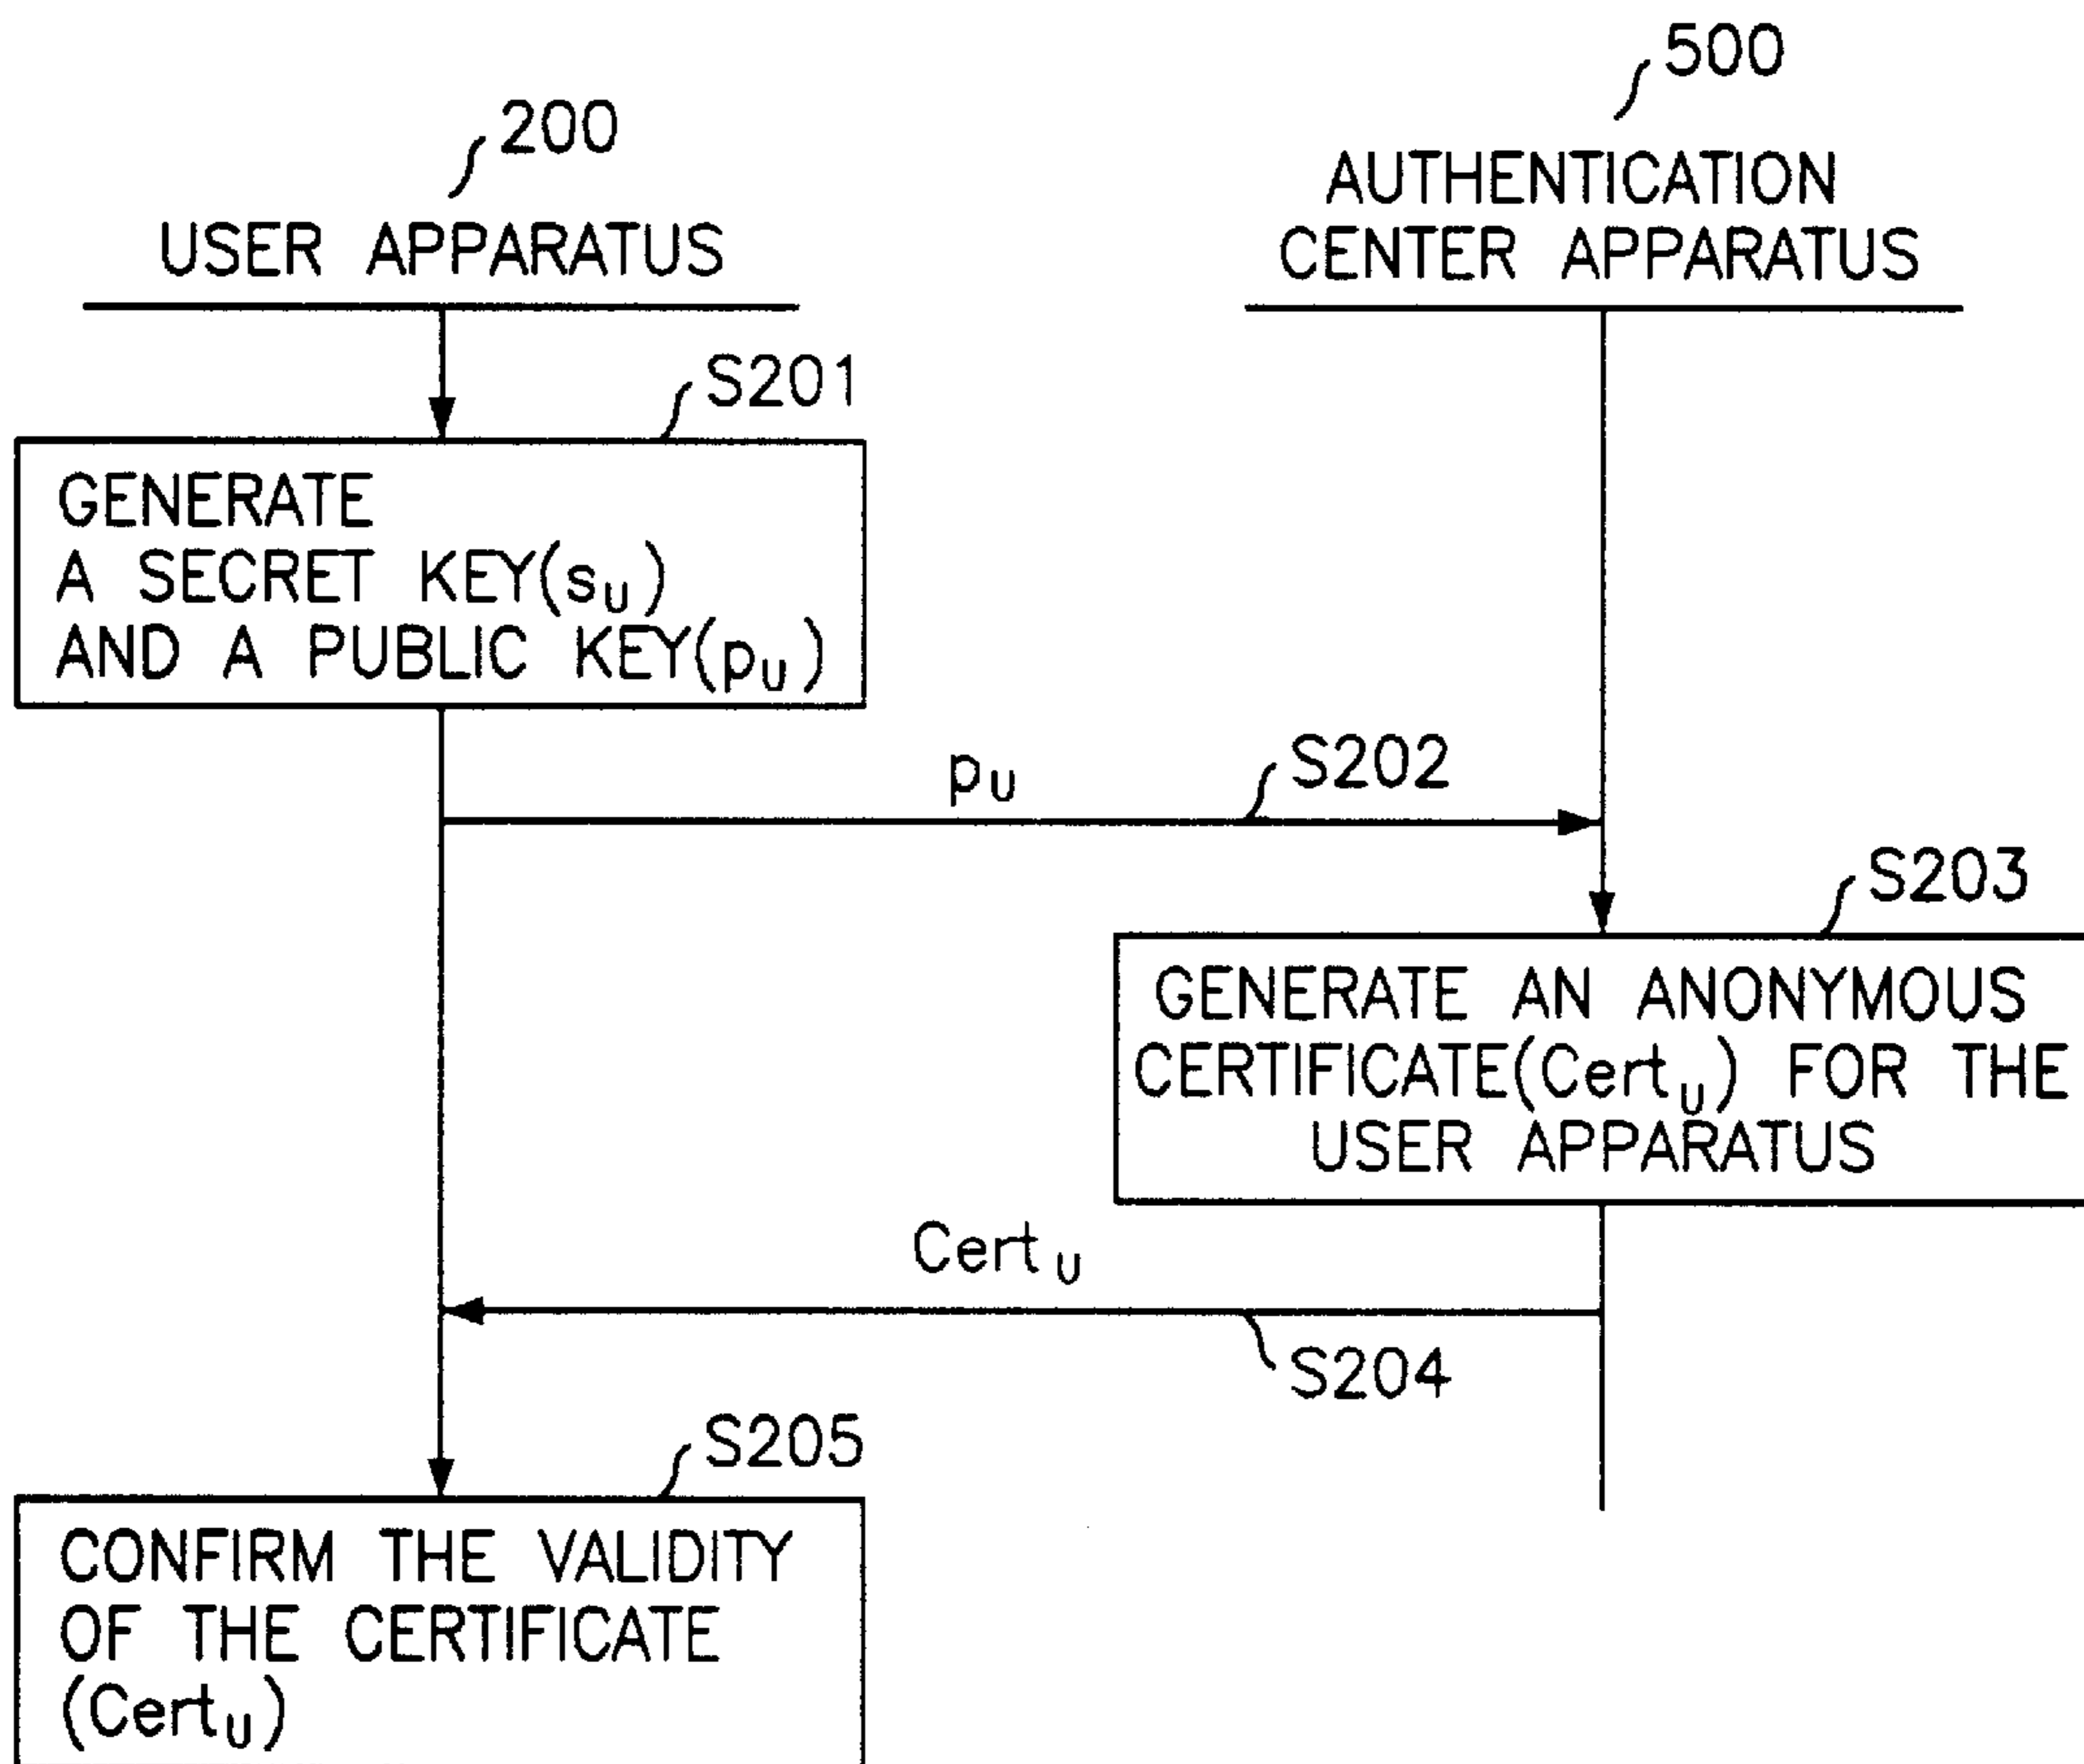 500
200
AUTHENTICATION
CENTER APPARATUS
USER APPARATUS
S201
GENERATE
A SECRET KEY(sU)
AND A PUBLIC KEY(pU)
pU
S202
S203
GENERATE AN ANONYMOUS
CERTIFICATE(CertU) FOR THE
USER APPARATUS
CertU
S204
S205
CONFIRM THE VALIDITY
OF THE CERTIFICATE
(CertU)